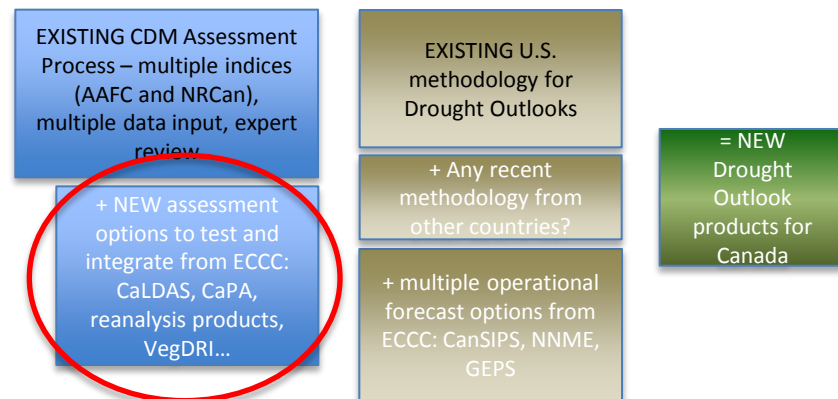 EXISTING CDM Assessment
Process – multiple indices
(AAFC and NRCan),
multiple data input, expert
review
+ NEW assessment
options to test and
integrate from ECCC:
CaLDAS, CaPA,
reanalysis products,
VegDRI...
EXISTING U.S.
methodology for
Drought Outlooks
+ Any recent
methodology from
other countries?
+ multiple operational
forecast options from
ECCC: CanSIPS, NNME,
GEPS
= NEW
Drought
Outlook
products for
Canada